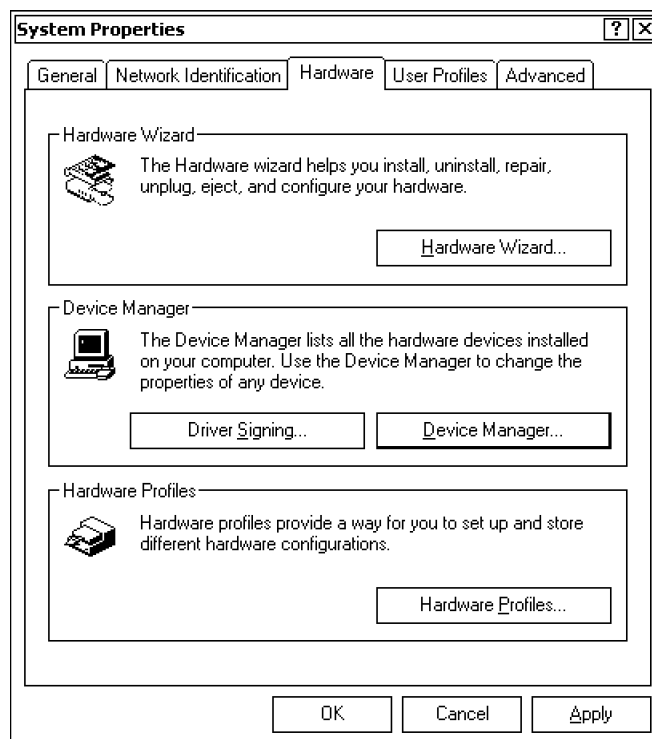 System Properties
General Network Identification Hardware User Profiles Advanced
Hardware Wizard
The Hardware wizard helps you install, uninstall, repair,
unplug, eject, and configure your hardware.
Hardware Wizard...
Device Manager
The Device Manager lists all the hardware devices installed
on your computer. Use the Device Manager to change the
properties of any device.
Driver Signing... Device Manager...
Hardware Profiles
Hardware profiles provide a way for you to set up and store
different hardware configurations.
Hardware Profiles...
OK Cancel Apply